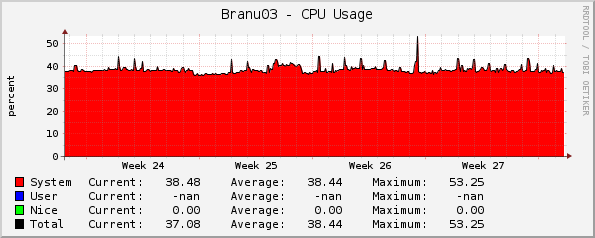 Branu03 - CPU Usage
RRDTOOL / TOBI OETIKER
percent
50
40
30
20
10
0
Week 24 Week 25 Week 26 Week 27
System Current: 38.48 Average: 38.44 Maximum: 53.25
User Current: -nan Average: -nan Maximum: -nan
Nice Current: 0.00 Average: 0.00 Maximum: 0.00
Total Current: 37.08 Average: 38.44 Maximum: 53.25